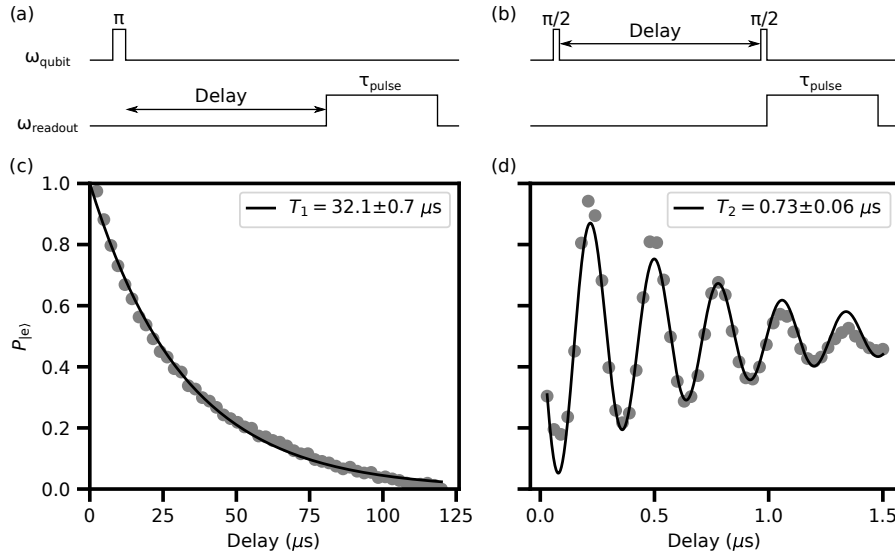 (a)
π
ω_qubit
Delay
τ_pulse
ω_readout
(b)
π/2
π/2
Delay
τ_pulse
(c)
1.0
0.8
0.6
0.4
0.2
0.0
P_|e⟩
T₁ = 32.1±0.7 μs
0 25 50 75 100 125
Delay (μs)
(d)
T₂ = 0.73±0.06 μs
0.0 0.5 1.0 1.5
Delay (μs)